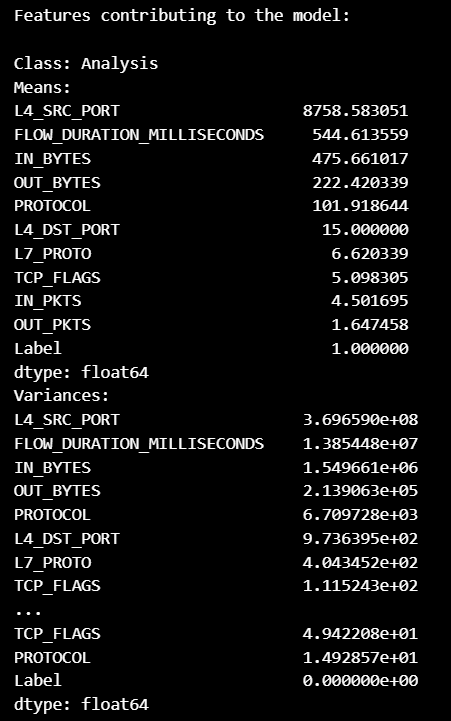 Features contributing to the model:
Class: Analysis
Means:
L4_SRC_PORT 8758.583051
FLOW_DURATION_MILLISECONDS 544.613559
IN_BYTES 475.661017
OUT_BYTES 222.420339
PROTOCOL 101.918644
L4_DST_PORT 15.000000
L7_PROTO 6.620339
TCP_FLAGS 5.098305
IN_PKTS 4.501695
OUT_PKTS 1.647458
Label 1.000000
dtype: float64
Variances:
L4_SRC_PORT 3.696590e+08
FLOW_DURATION_MILLISECONDS 1.385448e+07
IN_BYTES 1.549661e+06
OUT_BYTES 2.139063e+05
PROTOCOL 6.709728e+03
L4_DST_PORT 9.736395e+02
L7_PROTO 4.043452e+02
TCP_FLAGS 1.115243e+02
...
TCP_FLAGS 4.942208e+01
PROTOCOL 1.492857e+01
Label 0.000000e+00
dtype: float64